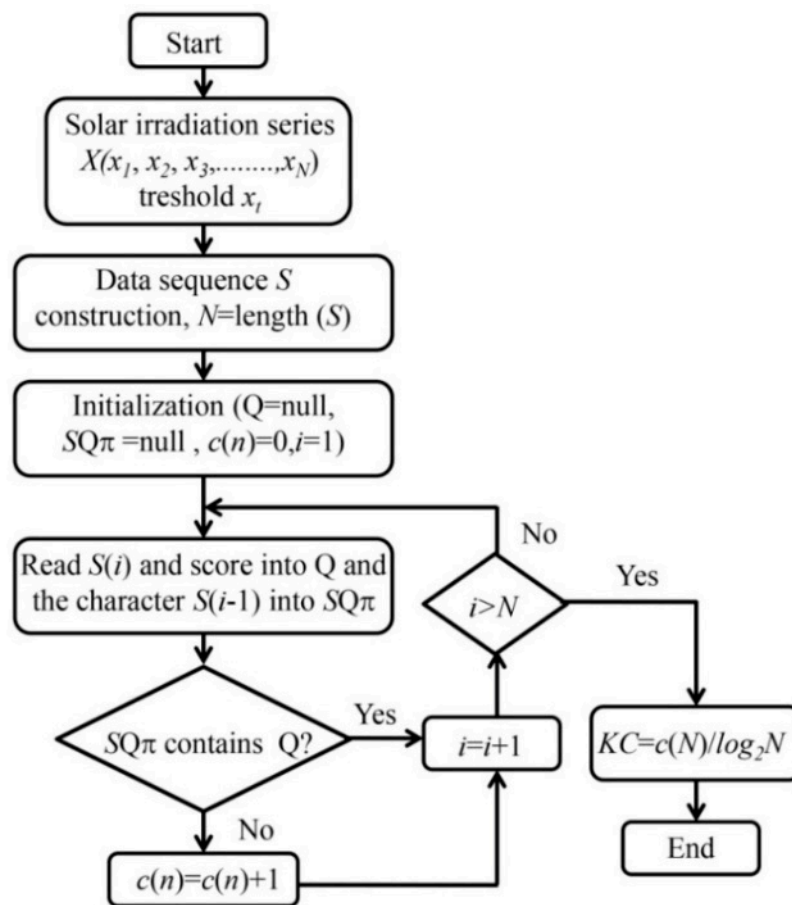 Start
Solar irradiation series
X(x₁, x₂, x₃,........,x_N)
treshold x_t
Data sequence S
construction, N=length (S)
Initialization (Q=null,
SQπ =null , c(n)=0,i=1)
Read S(i) and score into Q and
the character S(i-1) into SQπ
SQπ contains Q?
Yes
No
c(n)=c(n)+1
i=i+1
i>N
No
Yes
KC=c(N)/log₂N
End